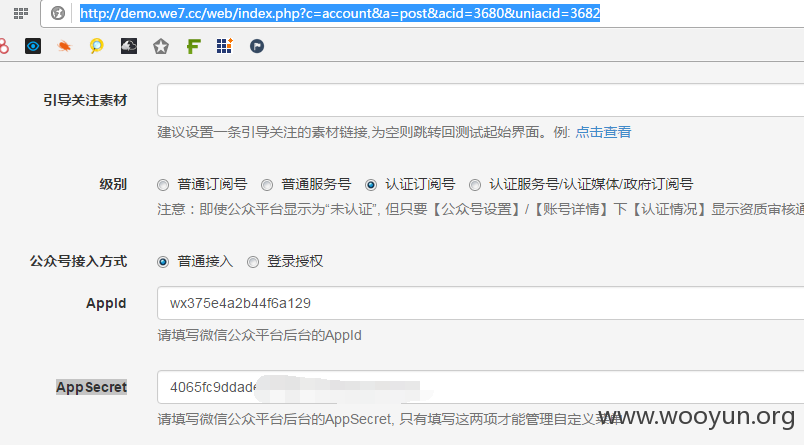 http://demo.we7.cc/web/index.php?c=account&a=post&acid=3680&uniacid=3682
引导关注素材
建议设置一条引导关注的素材链接,为空则跳转回测试起始界面。例: 点击查看
级别 普通订阅号 普通服务号 认证订阅号 认证服务号/认证媒体/政府订阅号
注意：即使公众平台显示为“未认证”, 但只要【公众号设置】/【账号详情】下【认证情况】显示资质审核通
公众号接入方式 普通接入 登录授权
AppId wx375e4a2b44f6a129
请填写微信公众平台后台的AppId
AppSecret 4065fc9ddade
请填写微信公众平台后台的AppSecret, 只有填写这两项才能管理自定义菜单
www.wooyun.org